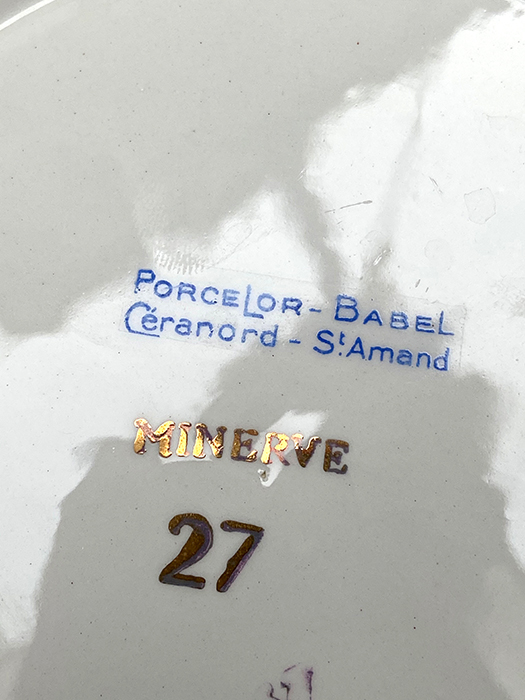 PORCELOR - BABEL
Céranord - St Amand
MINERVE
27